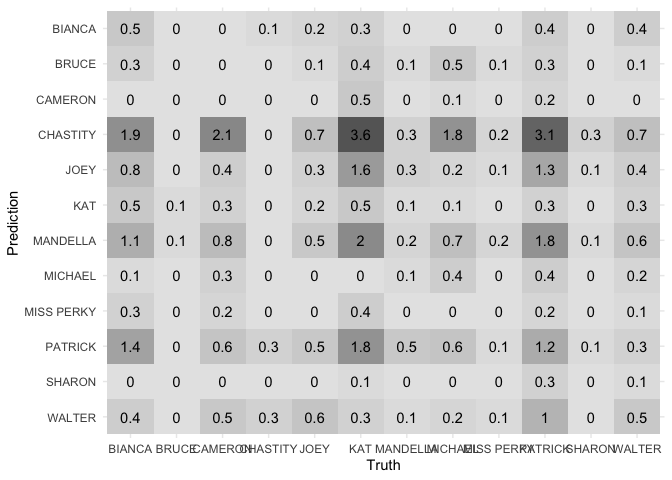 BIANCA 0.5 0 0 0.1 0.2 0.3 0 0 0 0.4 0 0.4
BRUCE 0.3 0 0 0 0.1 0.4 0.1 0.5 0.1 0.3 0 0.1
CAMERON 0 0 0 0 0 0.5 0 0.1 0 0.2 0 0
CHASTITY 1.9 0 2.1 0 0.7 3.6 0.3 1.8 0.2 3.1 0.3 0.7
JOEY 0.8 0 0.4 0 0.3 1.6 0.3 0.2 0.1 1.3 0.1 0.4
KAT 0.5 0.1 0.3 0 0.2 0.5 0.1 0.1 0 0.3 0 0.3
Prediction
MANDELLA 1.1 0.1 0.8 0 0.5 2 0.2 0.7 0.2 1.8 0.1 0.6
MICHAEL 0.1 0 0.3 0 0 0 0.1 0.4 0 0.4 0 0.2
MISS PERKY 0.3 0 0.2 0 0 0.4 0 0 0 0.2 0 0.1
PATRICK 1.4 0 0.6 0.3 0.5 1.8 0.5 0.6 0.1 1.2 0.1 0.3
SHARON 0 0 0 0 0 0.1 0 0 0 0.3 0 0.1
WALTER 0.4 0 0.5 0.3 0.6 0.3 0.1 0.2 0.1 1 0 0.5
BIANCA BRUCE CAMERON CHASTITY JOEY KAT MANDELLA MICHAEL MISS PERKY PATRICK SHARON WALTER
Truth